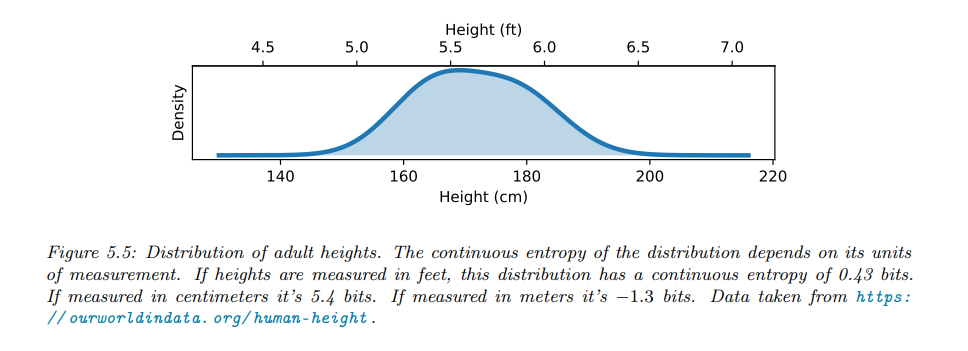 Height (ft)
4.5 5.0 5.5 6.0 6.5 7.0
Density
140 160 180 200 220
Height (cm)
Figure 5.5: Distribution of adult heights. The continuous entropy of the distribution depends on its units
of measurement. If heights are measured in feet, this distribution has a continuous entropy of 0.43 bits.
If measured in centimeters it's 5.4 bits. If measured in meters it's −1.3 bits. Data taken from https:
//ourworldindata.org/human-height.